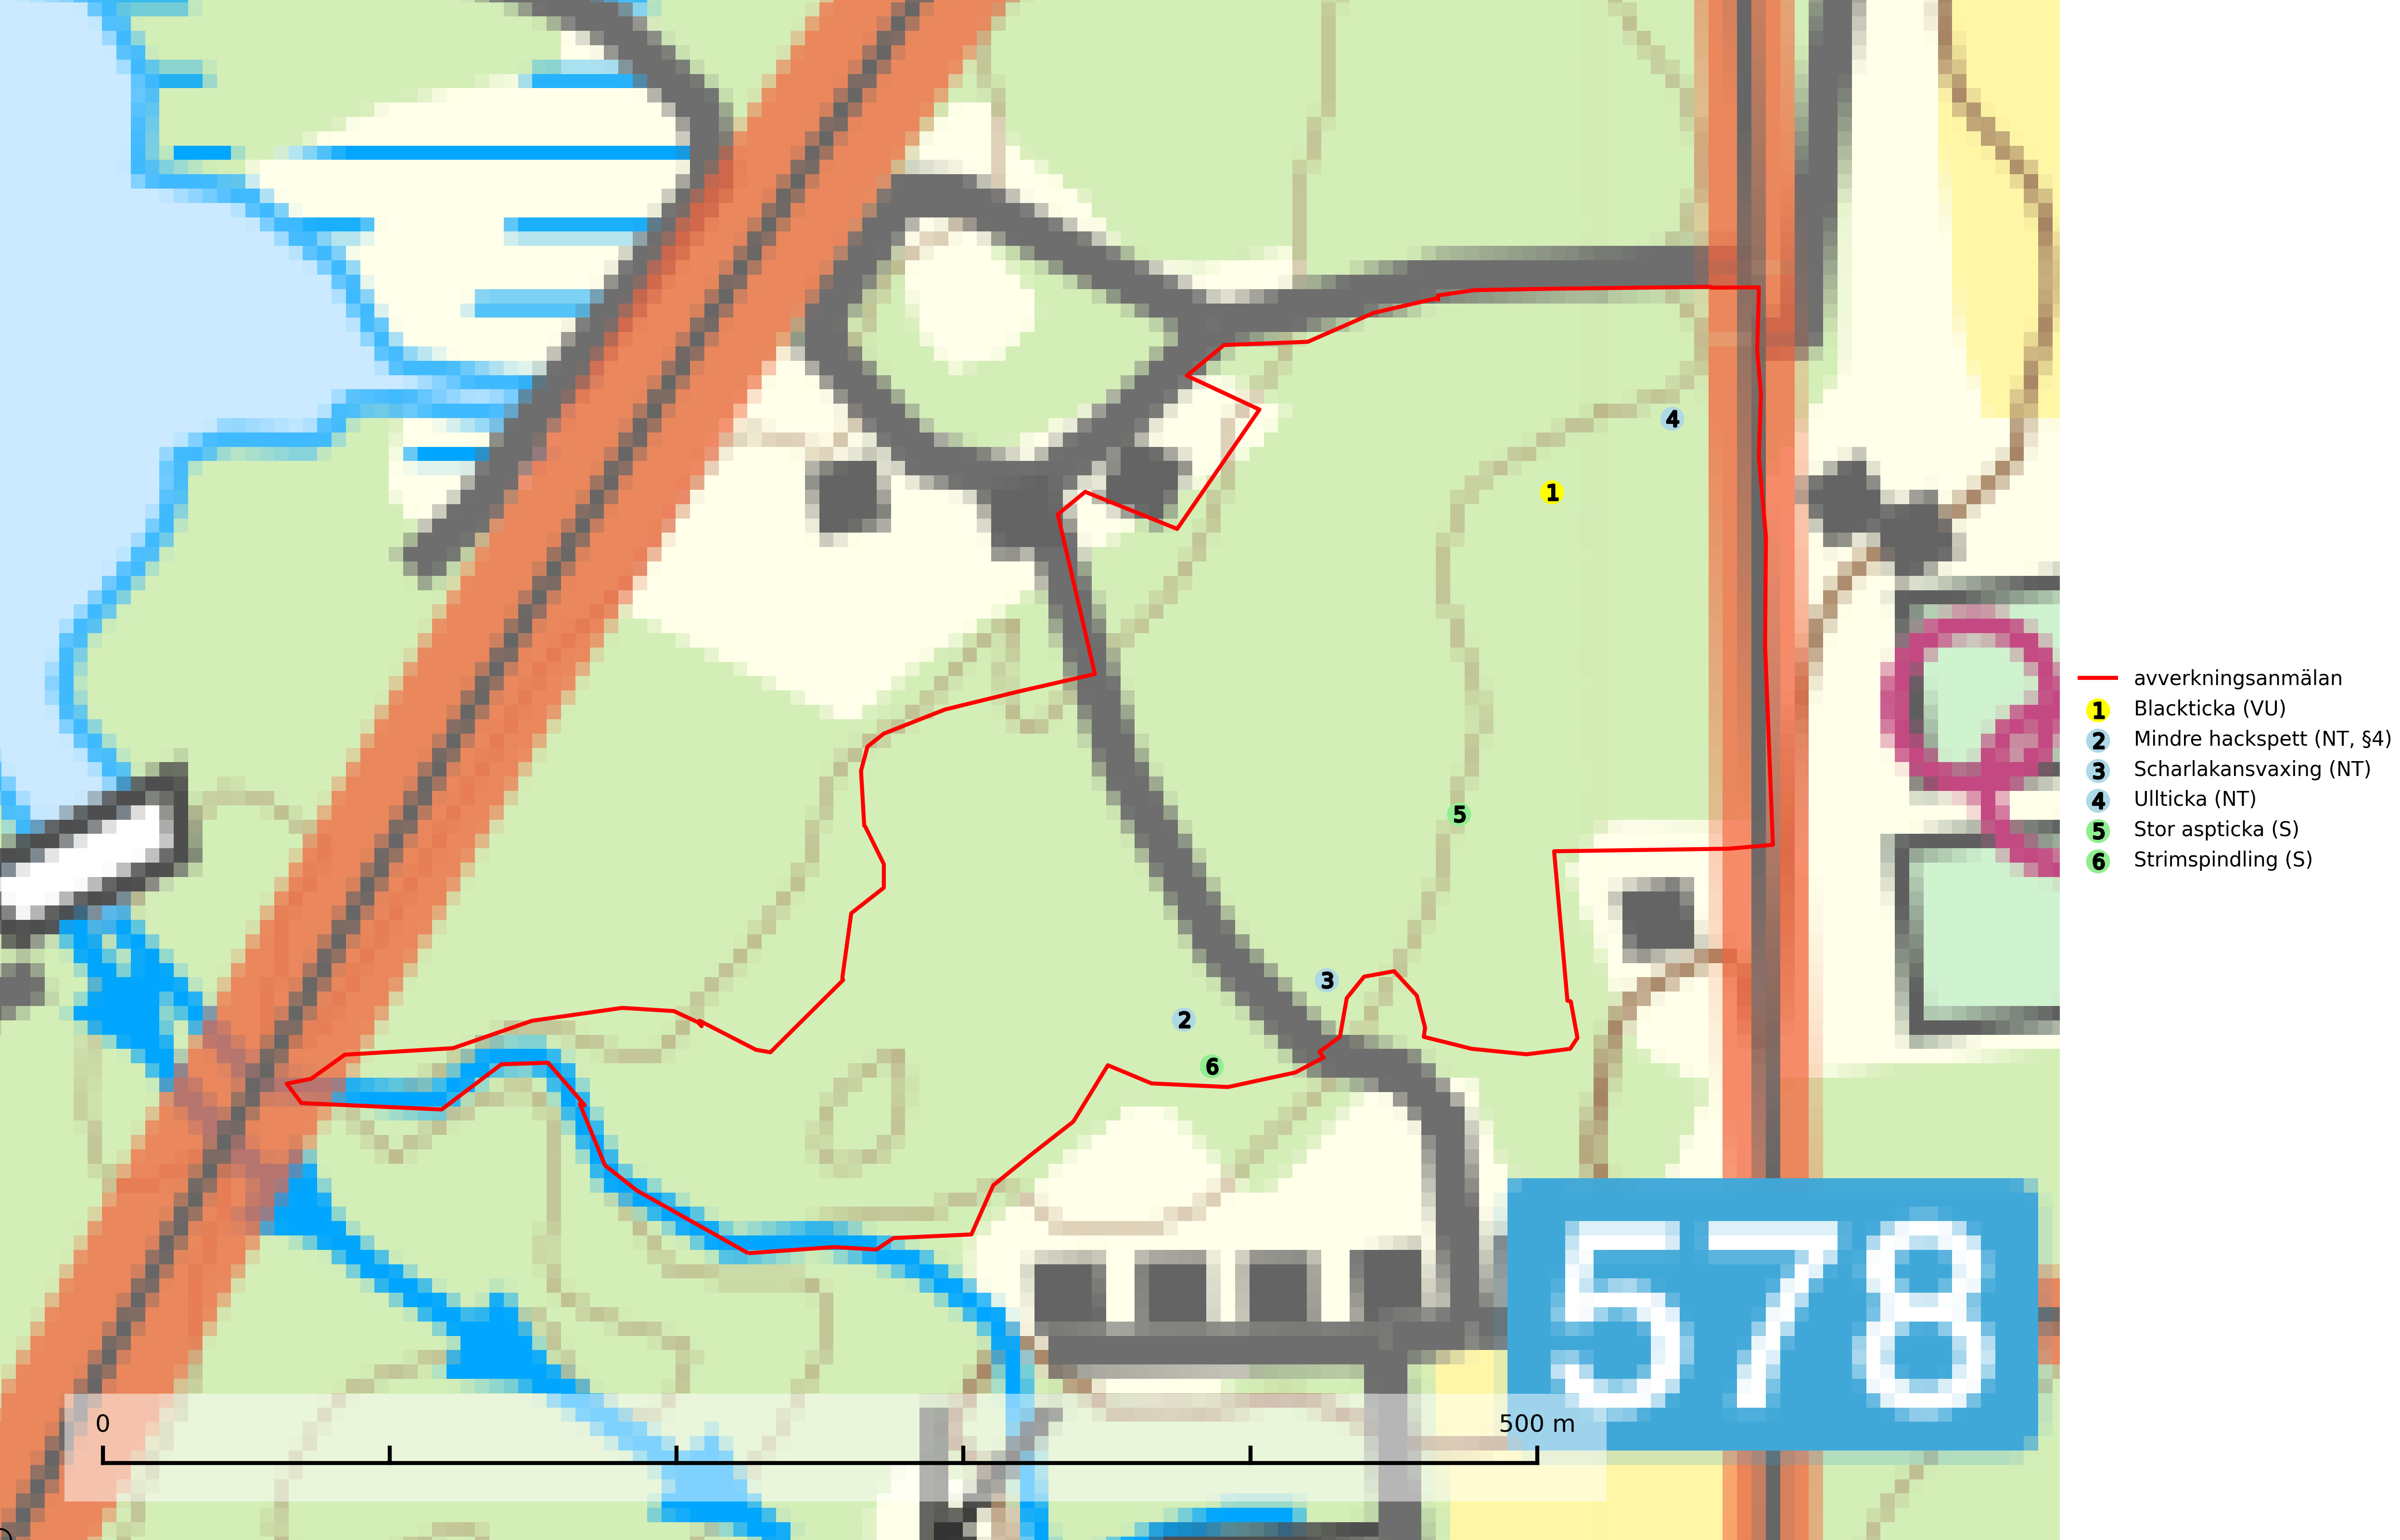 4
1
5
3
2
6
578
0
500 m
avverkningsanmälan
1 Blackticka (VU)
2 Mindre hackspett (NT, §4)
3 Scharlakansvaxing (NT)
4 Ullticka (NT)
5 Stor aspticka (S)
6 Strimspindling (S)